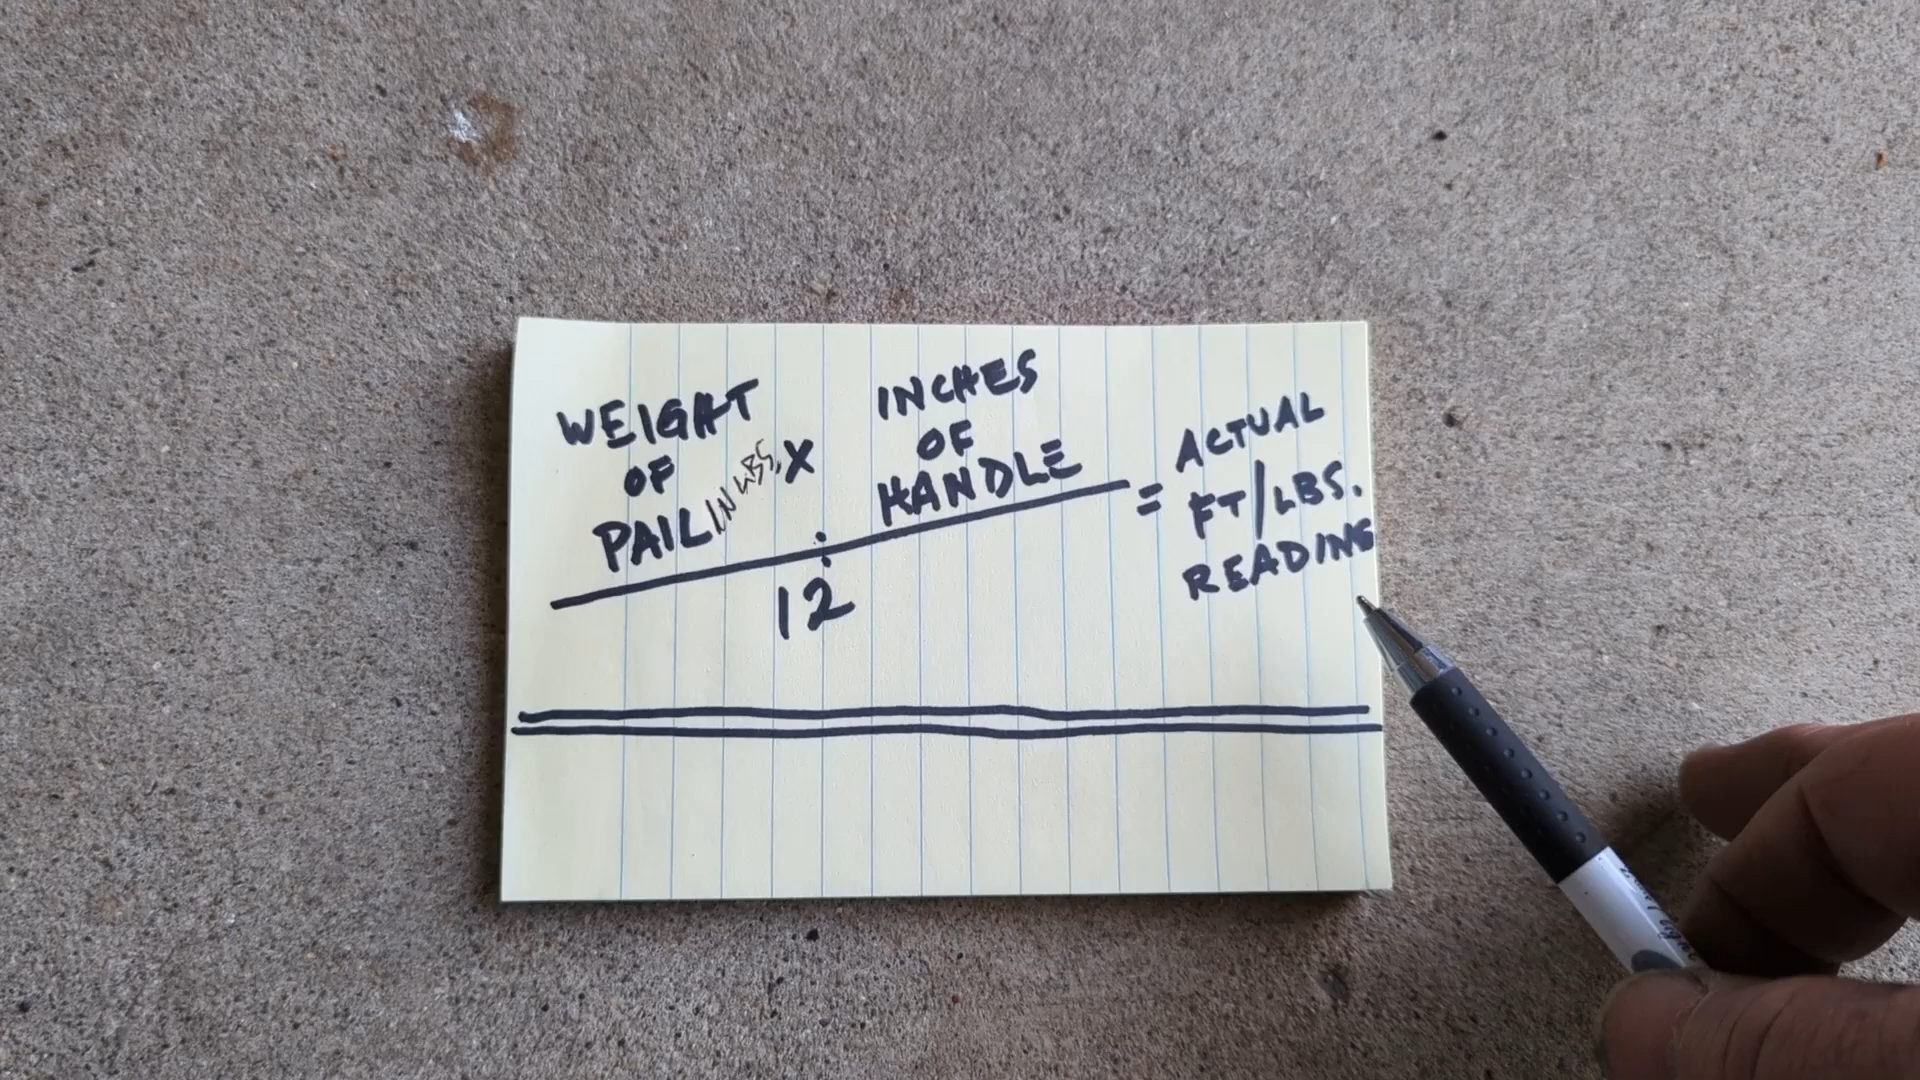 WEIGHT
OF
PAIL IN LBS. X
INCHES
OF
HANDLE
÷
12
=
ACTUAL
FT/LBS.
READING